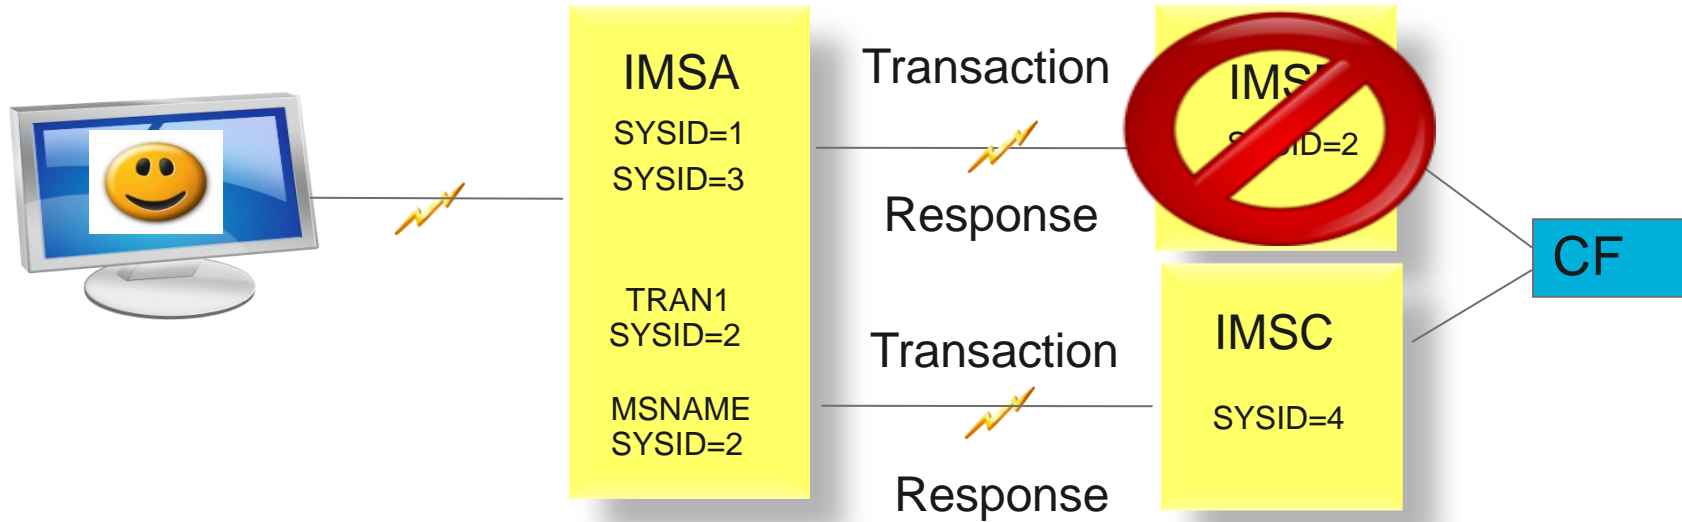 IMSA
SYSID=1
SYSID=3
TRAN1
SYSID=2
MSNAME
SYSID=2
Transaction
Response
Transaction
Response
IMSC
SYSID=4
CF